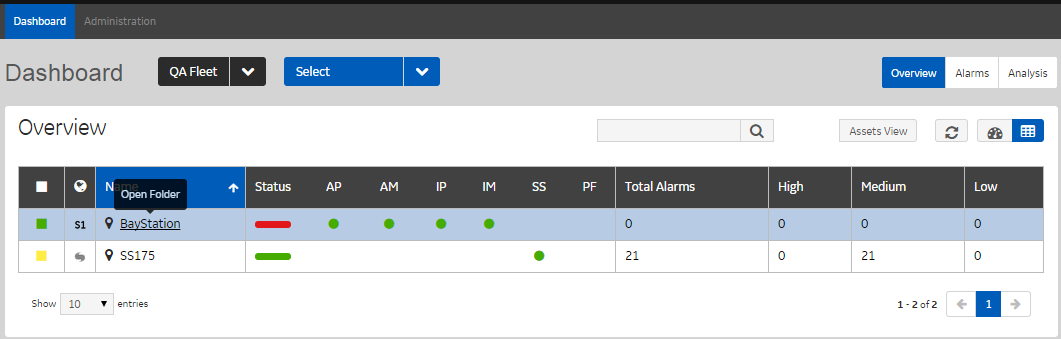 Dashboard Administration
Dashboard QA Fleet Select Overview Alarms Analysis
Overview Assets View
Name Status AP AM IP IM SS PF Total Alarms High Medium Low
Open Folder
S1 BayStation 0 0 0 0
SS175 21 0 21 0
Show 10 entries 1 - 2 of 2 1